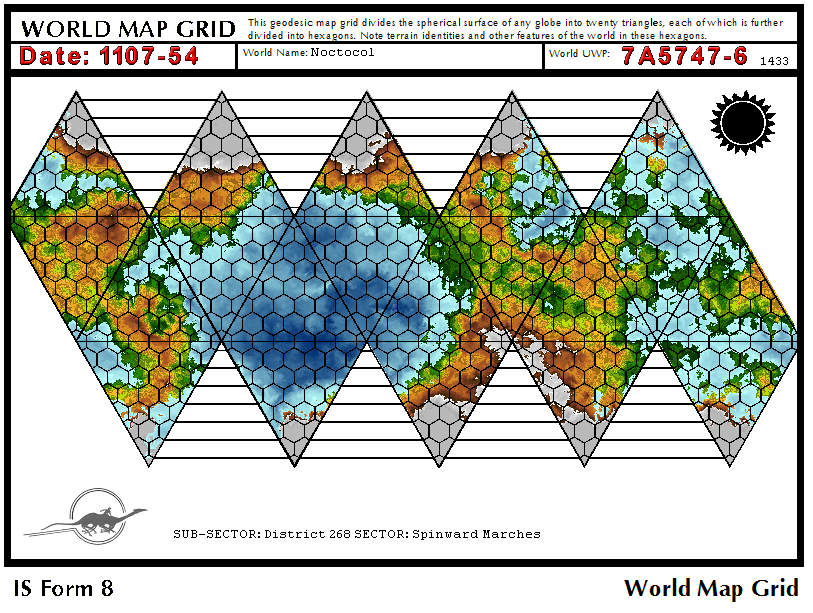 WORLD MAP GRID
This geodesic map grid divides the spherical surface of any globe into twenty triangles, each of which is further
divided into hexagons. Note terrain identities and other features of the world in these hexagons.
Date: 1107-54
World Name: Noctocol
World UWP: 7A5747-6 1433
SUB-SECTOR: District 268 SECTOR: Spinward Marches
IS Form 8
World Map Grid